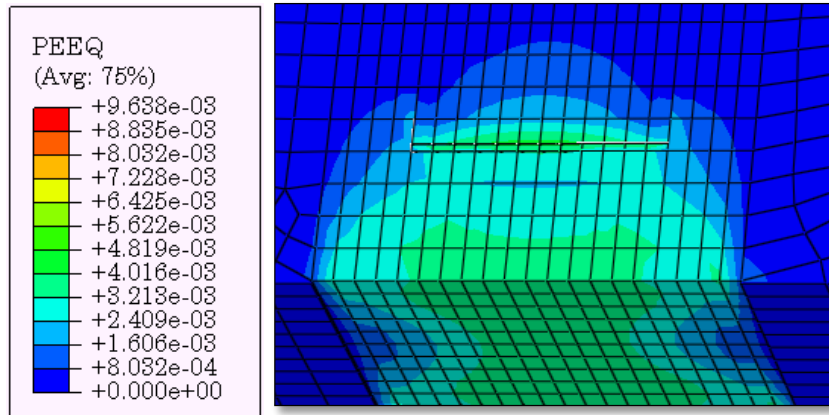 PEEQ
(Avg: 75%)
+9.638e-03
+8.835e-03
+8.032e-03
+7.228e-03
+6.425e-03
+5.622e-03
+4.819e-03
+4.016e-03
+3.213e-03
+2.409e-03
+1.606e-03
+8.032e-04
+0.000e+00